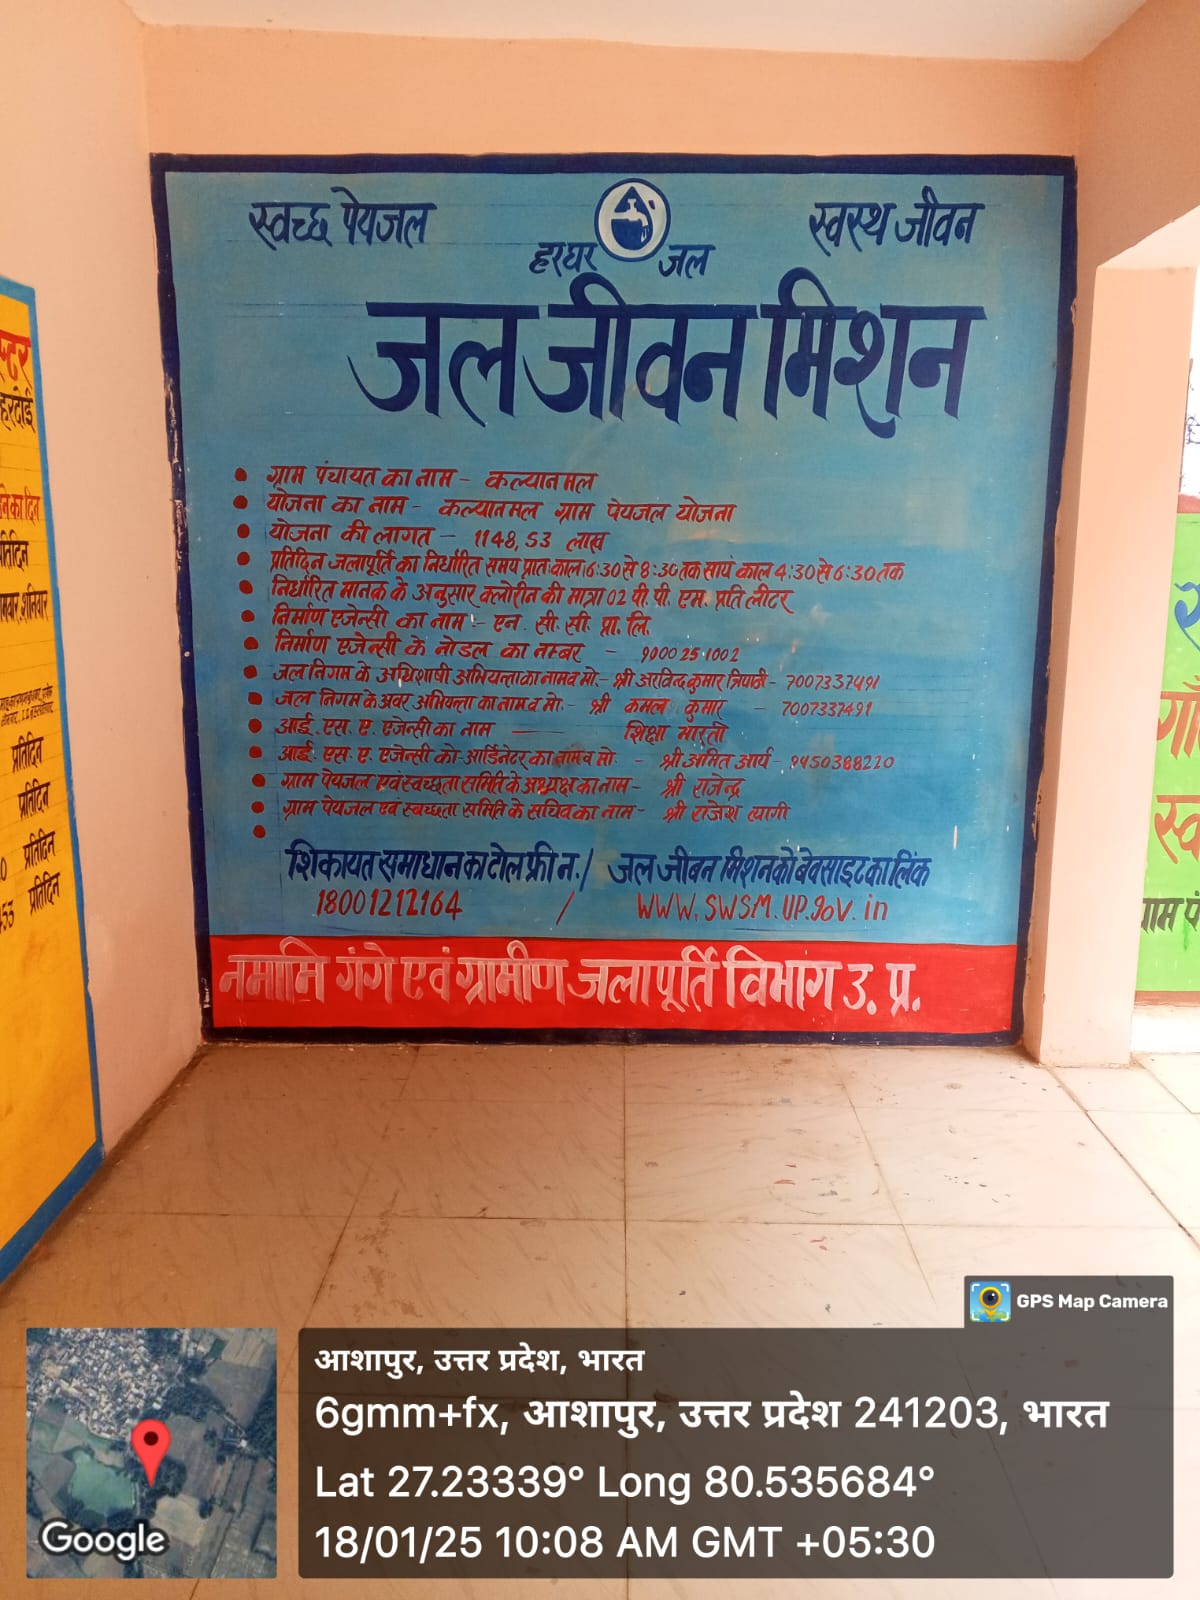 स्वच्छ पेयजल
स्वस्थ जीवन
हर घर जल
जल जीवन मिशन
ग्राम पंचायत का नाम - कल्यानमल
योजना का नाम - कल्यानमल ग्राम पेयजल योजना
योजना की लागत - 1148,53 लाख
प्रतिदिन जलापूर्ति का निर्धारित समय प्रातःकाल 6:30 से 8:30 तक सायं काल 4:30 से 6:30 तक
निर्धारित मानक के अनुसार क्लोरीन की मात्रा 02 पी. पी. एम. प्रति लीटर
निर्माण एजेन्सी का नाम :- एन. सी. सी. प्रा. लि.
निर्माण एजेन्सी के नोडल का नम्बर -
जल निगम के अधिशाषी अभियन्ता का नाम व मो. - श्री अरविन्द कुमार त्रिपाठी - 7007337491
जल निगम के अवर अभियन्ता का नाम व मो. - श्री कमल कुमार - 7007337491
आई. एस. ए. एजेन्सी का नाम — शिक्षा भारती
आई. एस. ए. एजेन्सी को-आर्डिनेटर का नाम व मो. - श्री अमित आर्य - 9450388220
ग्राम पेयजल एवं स्वच्छता समिति के अध्यक्ष का नाम - श्री राजेन्द्र
ग्राम पेयजल एवं स्वच्छता समिति के सचिव का नाम - श्री राजेश त्यागी
शिकायत समाधान का टोल फ्री न. / जल जीवन मिशन की वेबसाइट का लिंक
18001212164 / WWW.SWSM.UP.gov.in
नमामि गंगे एवं ग्रामीण जलापूर्ति विभाग उ. प्र.
प्रतिदिन
प्रतिदिन
प्रतिदिन
प्रतिदिन
GPS Map Camera
आशापुर, उत्तर प्रदेश, भारत
6gmm+fx, आशापुर, उत्तर प्रदेश 241203, भारत
Lat 27.23339° Long 80.535684°
18/01/25 10:08 AM GMT +05:30
Google